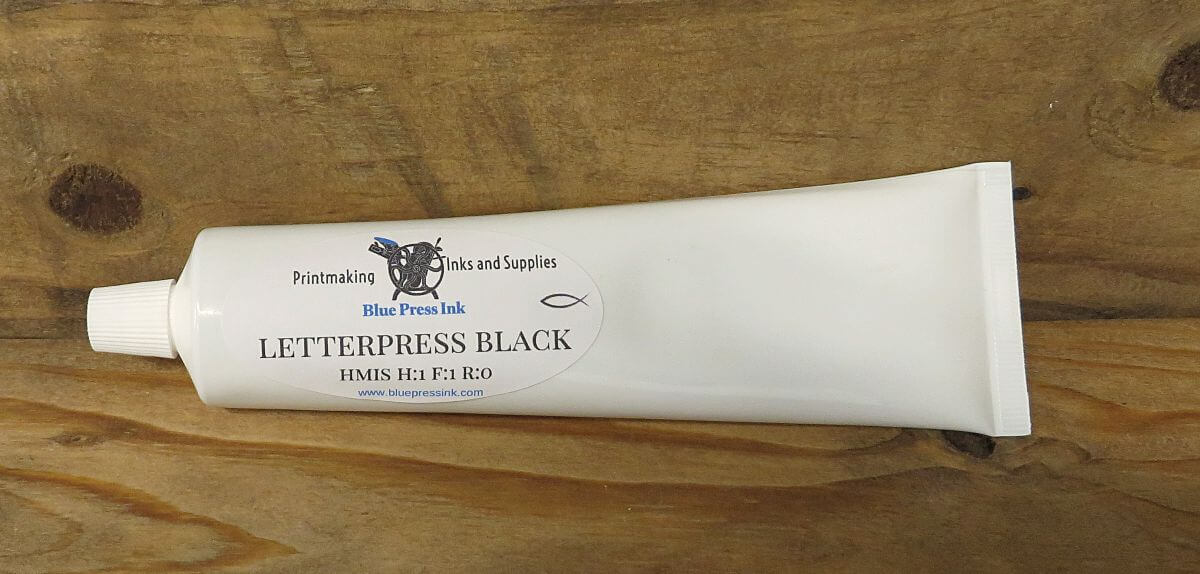 Printmaking Inks and Supplies
Blue Press Ink
LETTERPRESS BLACK
HMIS H:1 F:1 R:0
www.bluepressink.com